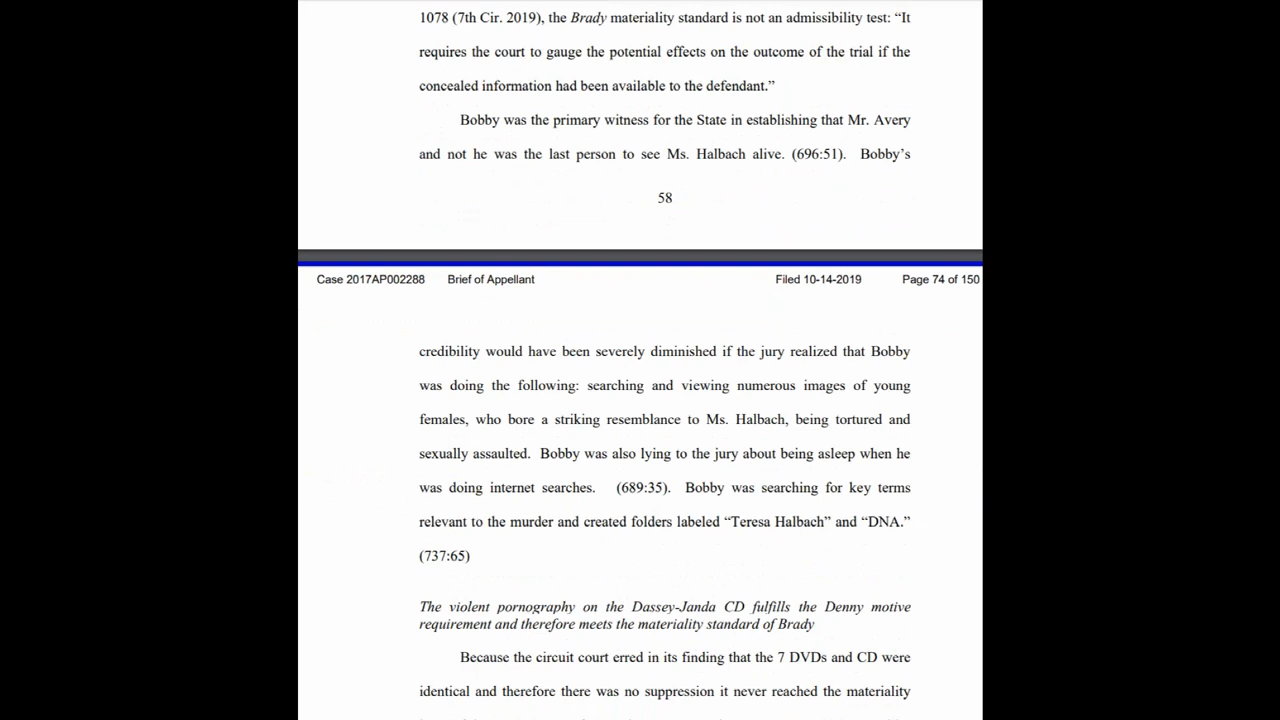 1078 (7th Cir. 2019), the Brady materiality standard is not an admissibility test: “It
requires the court to gauge the potential effects on the outcome of the trial if the
concealed information had been available to the defendant.”
Bobby was the primary witness for the State in establishing that Mr. Avery
and not he was the last person to see Ms. Halbach alive. (696:51). Bobby’s
58
Case 2017AP002288 Brief of Appellant Filed 10-14-2019 Page 74 of 150
credibility would have been severely diminished if the jury realized that Bobby
was doing the following: searching and viewing numerous images of young
females, who bore a striking resemblance to Ms. Halbach, being tortured and
sexually assaulted. Bobby was also lying to the jury about being asleep when he
was doing internet searches. (689:35). Bobby was searching for key terms
relevant to the murder and created folders labeled “Teresa Halbach” and “DNA.”
(737:65)
The violent pornography on the Dassey-Janda CD fulfills the Denny motive
requirement and therefore meets the materiality standard of Brady
Because the circuit court erred in its finding that the 7 DVDs and CD were
identical and therefore there was no suppression it never reached the materiality